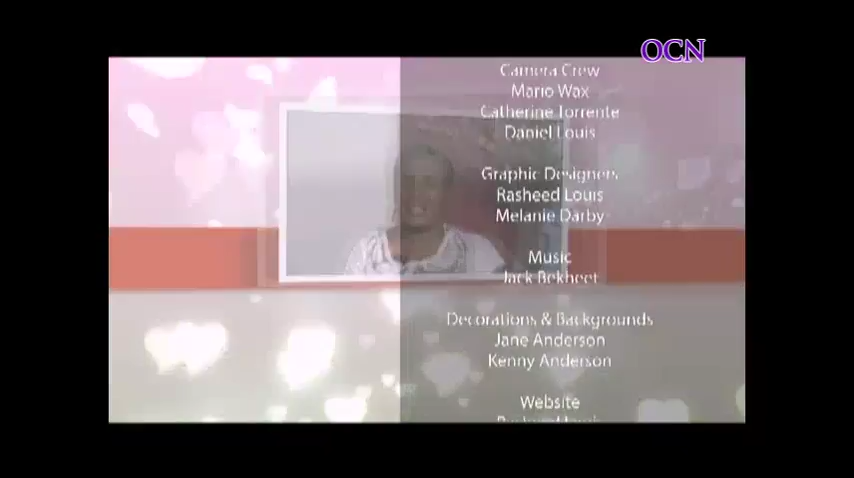 OCN
Camera Crew
Mario Wax
Catherine Torrente
Daniel Louis
Graphic Designers
Rasheed Louis
Melanie Darby
Music
Jack Bekheet
Decorations & Backgrounds
Jane Anderson
Kenny Anderson
Website